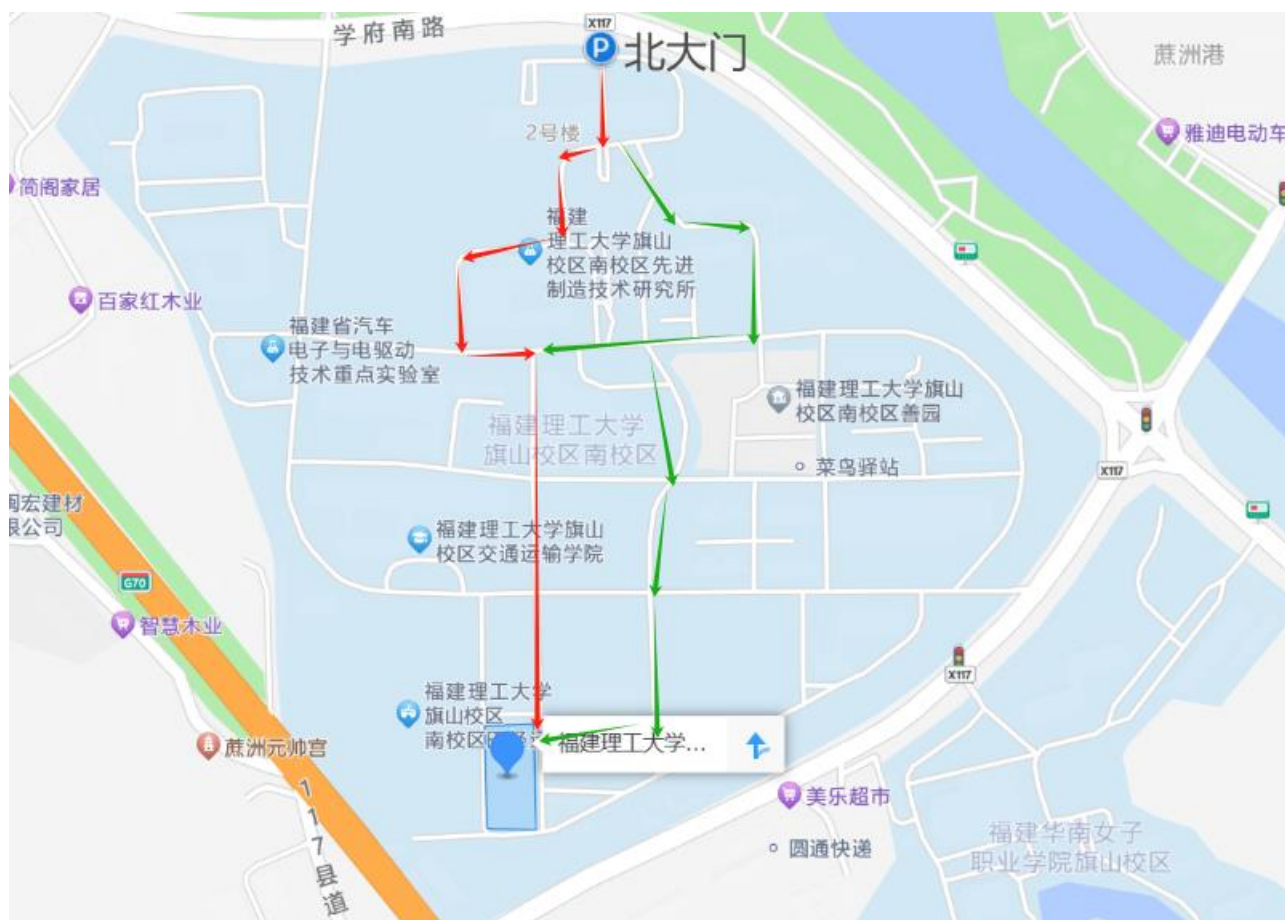 学府南路
X117
P
北大门
蔗洲港
2号楼
雅迪电动车
简阁家居
福建
理工大学旗山
校区南校区先进
制造技术研究所
百家红木业
福建省汽车
电子与电驱动
技术重点实验室
福建理工大学旗山
校区南校区善园
福建理工大学
旗山校区南校区
菜鸟驿站
X117
宏建材
限公司
福建理工大学旗山
校区交通运输学院
G70
智慧木业
X117
福建理工大学
旗山校区
南校区
福建理工大学...
蔗洲元帅宫
117县道
美乐超市
圆通快递
福建华南女子
职业学院旗山校区